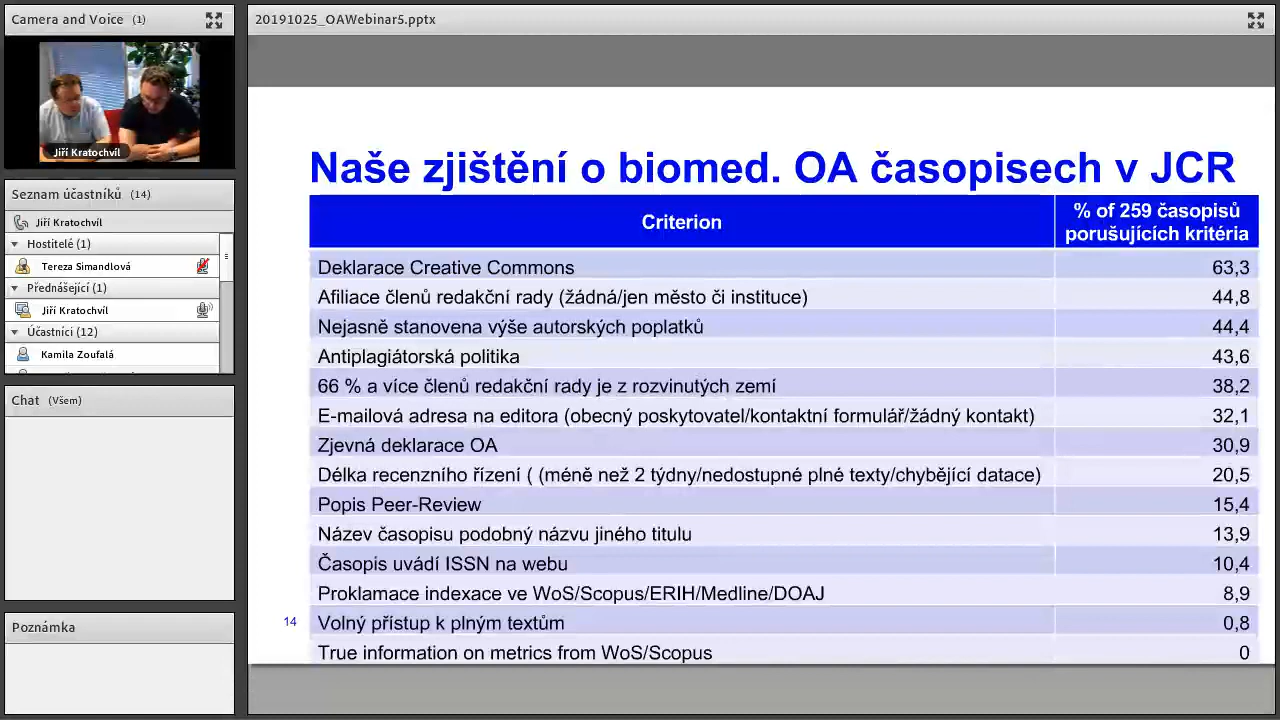 Camera and Voice (1)
Jiří Kratochvíl
Seznam účastníků (14)
Jiří Kratochvíl
Hostitelé (1)
Tereza Simandlová
Přednášející (1)
Jiří Kratochvíl
Účastníci (12)
Kamila Zoufalá
Chat (Všem)
Poznámka
20191025_OAWebinar5.pptx
Naše zjištění o biomed. OA časopisech v JCR
Criterion
% of 259 časopisů
porušujících kritéria
Deklarace Creative Commons 63,3
Afiliace členů redakční rady (žádná/jen město či instituce) 44,8
Nejasně stanovena výše autorských poplatků 44,4
Antiplagiátorská politika 43,6
66 % a více členů redakční rady je z rozvinutých zemí 38,2
E-mailová adresa na editora (obecný poskytovatel/kontaktní formulář/žádný kontakt) 32,1
Zjevná deklarace OA 30,9
Délka recenzního řízení ( (méně než 2 týdny/nedostupné plné texty/chybějící datace) 20,5
Popis Peer-Review 15,4
Název časopisu podobný názvu jiného titulu 13,9
Časopis uvádí ISSN na webu 10,4
Proklamace indexace ve WoS/Scopus/ERIH/Medline/DOAJ 8,9
Volný přístup k plným textům 0,8
True information on metrics from WoS/Scopus 0
14